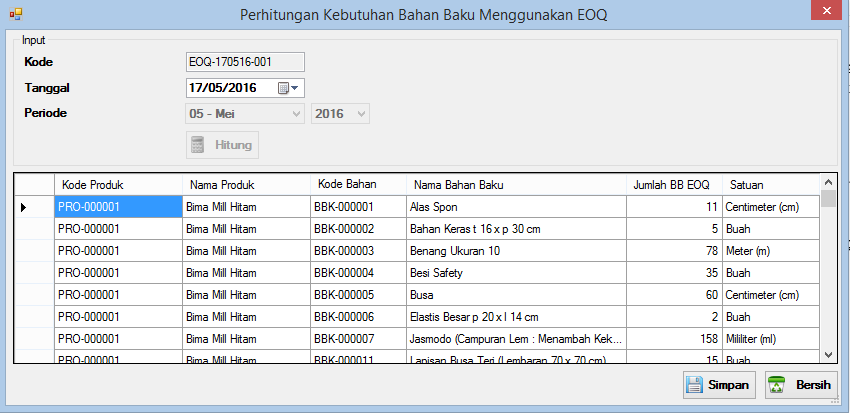 Perhitungan Kebutuhan Bahan Baku Menggunakan EOQ
Input
Kode EOQ-170516-001
Tanggal 17/05/2016
Periode 05 - Mei 2016
Hitung
Kode Produk Nama Produk Kode Bahan Nama Bahan Baku Jumlah BB EOQ Satuan
PRO-000001 Bima Mill Hitam BBK-000001 Alas Spon 11 Centimeter (cm)
PRO-000001 Bima Mill Hitam BBK-000002 Bahan Keras t 16 x p 30 cm 5 Buah
PRO-000001 Bima Mill Hitam BBK-000003 Benang Ukuran 10 78 Meter (m)
PRO-000001 Bima Mill Hitam BBK-000004 Besi Safety 35 Buah
PRO-000001 Bima Mill Hitam BBK-000005 Busa 60 Centimeter (cm)
PRO-000001 Bima Mill Hitam BBK-000006 Elastis Besar p 20 x l 14 cm 2 Buah
PRO-000001 Bima Mill Hitam BBK-000007 Jasmodo (Campuran Lem : Menambah Kek... 158 Mililiter (ml)
PRO-000001 Bima Mill Hitam BBK-000011 Lapisan Busa Teri (Lembaran 70 x 70 cm) 15 Buah
Simpan Bersih